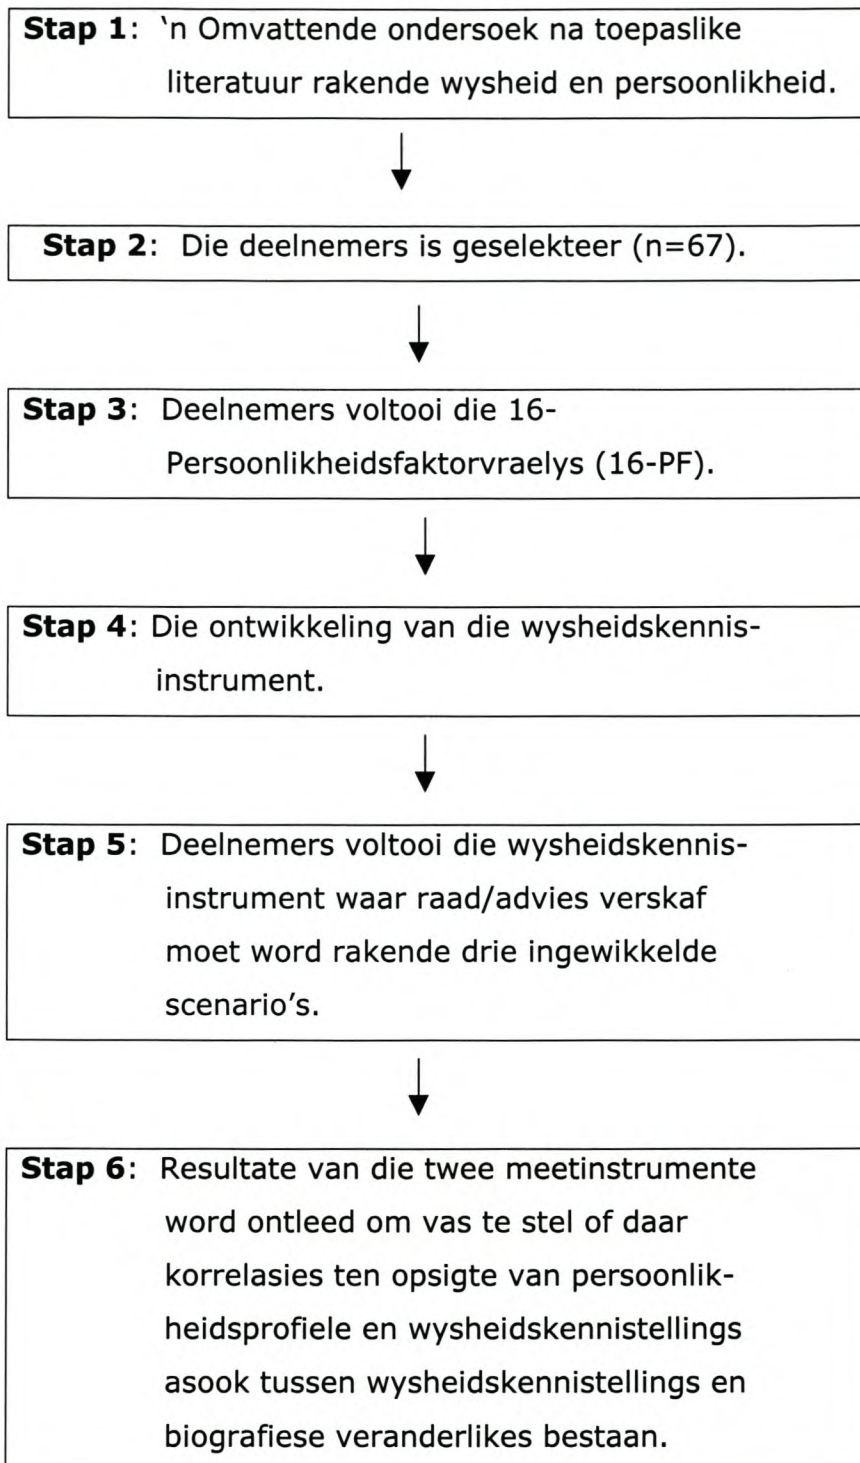 Stap 1: ‘n Omvattende ondersoek na toepaslike
literatuur rakende wysheid en persoonlikheid.
Stap 2: Die deelnemers is geselekteer (n=67).
Stap 3: Deelnemers voltooi die 16-
Persoonlikheidsfaktorvraelys (16-PF).
Stap 4: Die ontwikkeling van die wysheidskennis-
instrument.
Stap 5: Deelnemers voltooi die wysheidskennis-
instrument waar raad/advies verskaf
moet word rakende drie ingewikkelde
scenario’s.
Stap 6: Resultate van die twee meetinstrumente
word ontleed om vas te stel of daar
korrelasies ten opsigte van persoonlik-
heidsprofiele en wysheidskennistellings
asook tussen wysheidskennistellings en
biografiese veranderlikes bestaan.